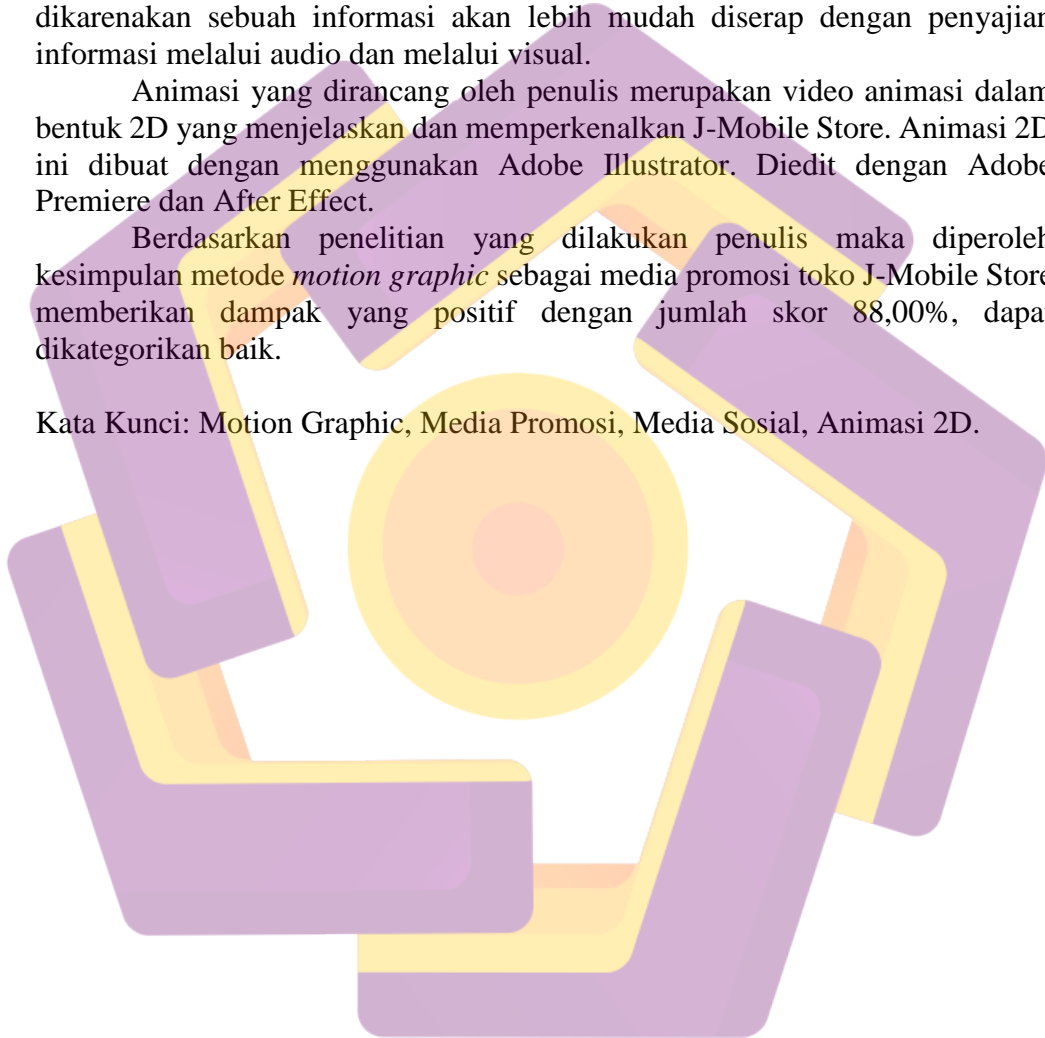 dikarenakan sebuah informasi akan lebih mudah diserap dengan penyajian
informasi melalui audio dan melalui visual.
Animasi yang dirancang oleh penulis merupakan video animasi dalam
bentuk 2D yang menjelaskan dan memperkenalkan J-Mobile Store. Animasi 2D
ini dibuat dengan menggunakan Adobe Illustrator. Diedit dengan Adobe
Premiere dan After Effect.
Berdasarkan penelitian yang dilakukan penulis maka diperoleh
kesimpulan metode motion graphic sebagai media promosi toko J-Mobile Store
memberikan dampak yang positif dengan jumlah skor 88,00%, dapat
dikategorikan baik.
Kata Kunci: Motion Graphic, Media Promosi, Media Sosial, Animasi 2D.